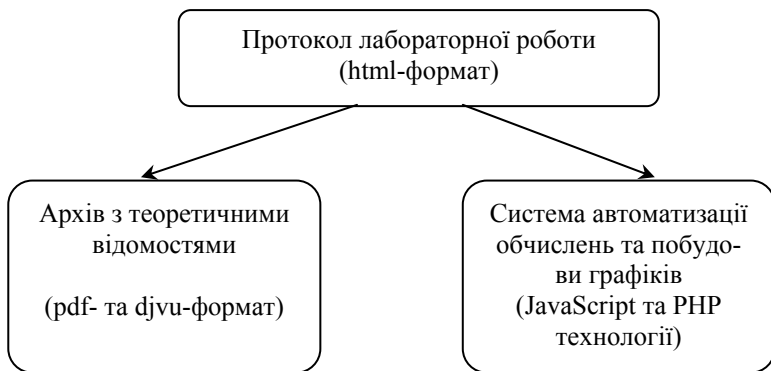 Протокол лабораторної роботи
(html-формат)
Архів з теоретичними
відомостями
(pdf- та djvu-формат)
Система автоматизації
обчислень та побудо-
ви графіків
(JavaScript та PHP
технології)